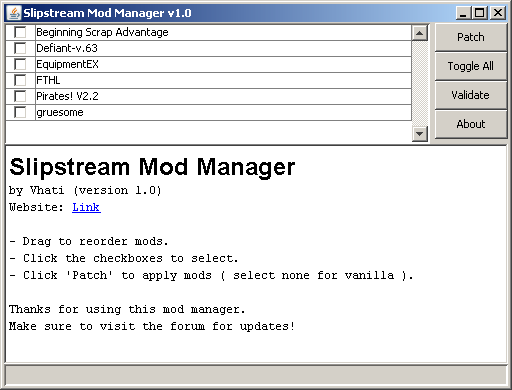 Slipstream Mod Manager v1.0
Beginning Scrap Advantage
Defiant-v.63
EquipmentEX
FTHL
Pirates! V2.2
gruesome
Patch
Toggle All
Validate
About
Slipstream Mod Manager
by Vhati (version 1.0)
Website: Link
- Drag to reorder mods.
- Click the checkboxes to select.
- Click 'Patch' to apply mods ( select none for vanilla ).
Thanks for using this mod manager.
Make sure to visit the forum for updates!